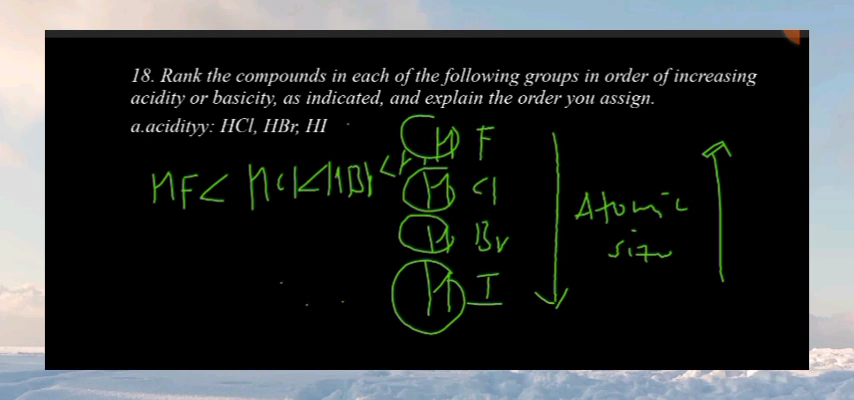 18. Rank the compounds in each of the following groups in order of increasing
acidity or basicity, as indicated, and explain the order you assign.
a.acidityy: HCl, HBr, HI
HF < HCl < HBr <
H F
H Cl
H Br
H I
Atomic
size